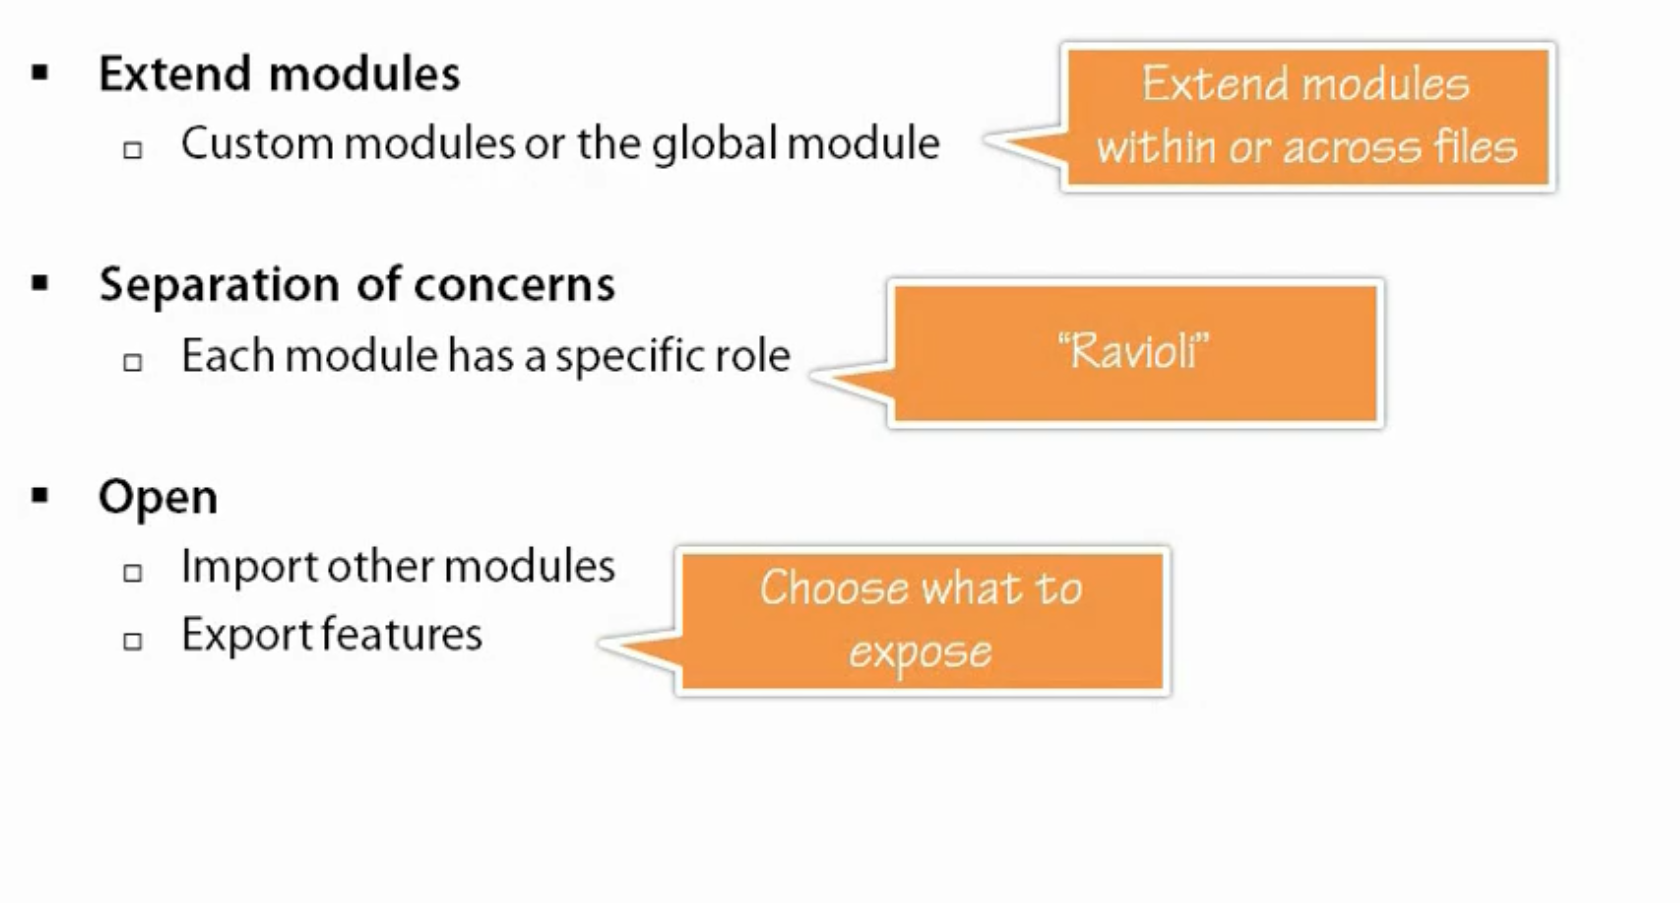 Extend modules
Custom modules or the global module
Extend modules
within or across files
Separation of concerns
Each module has a specific role
“Ravioli”
Open
Import other modules
Export features
Choose what to
expose